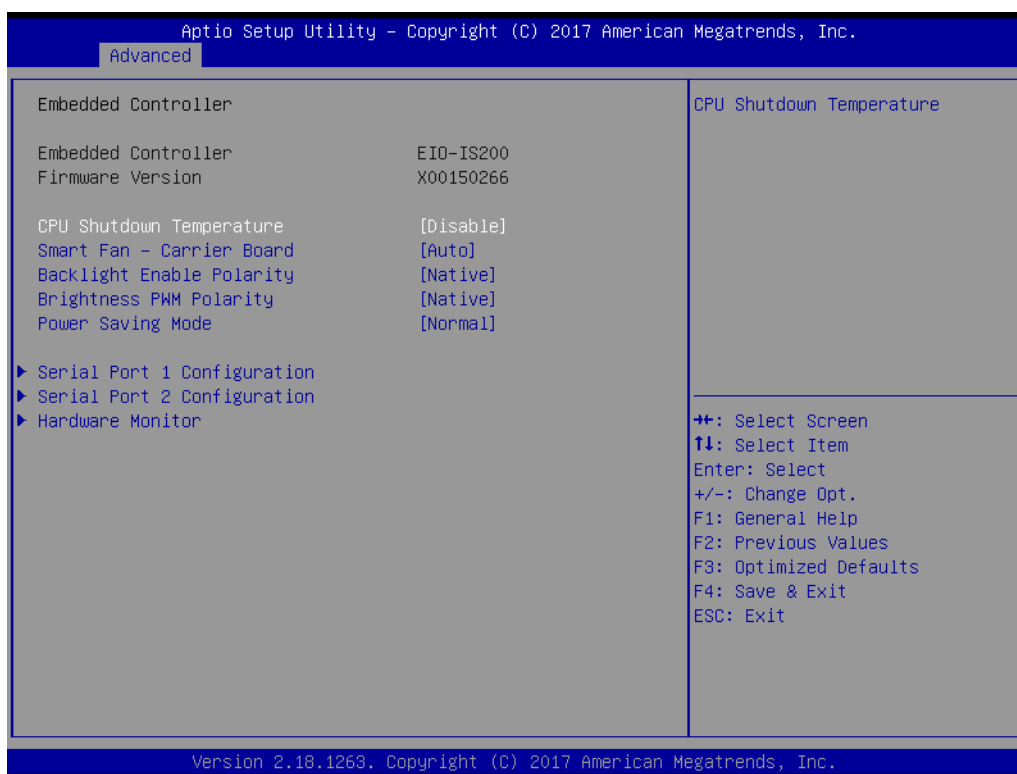 Aptio Setup Utility – Copyright (C) 2017 American Megatrends, Inc.
Advanced
Embedded Controller
Embedded Controller EIO-IS200
Firmware Version X00150266
CPU Shutdown Temperature [Disable]
Smart Fan – Carrier Board [Auto]
Backlight Enable Polarity [Native]
Brightness PWM Polarity [Native]
Power Saving Mode [Normal]
Serial Port 1 Configuration
Serial Port 2 Configuration
Hardware Monitor
CPU Shutdown Temperature
→←: Select Screen
↑↓: Select Item
Enter: Select
+/-: Change Opt.
F1: General Help
F2: Previous Values
F3: Optimized Defaults
F4: Save & Exit
ESC: Exit
Version 2.18.1263. Copyright (C) 2017 American Megatrends, Inc.